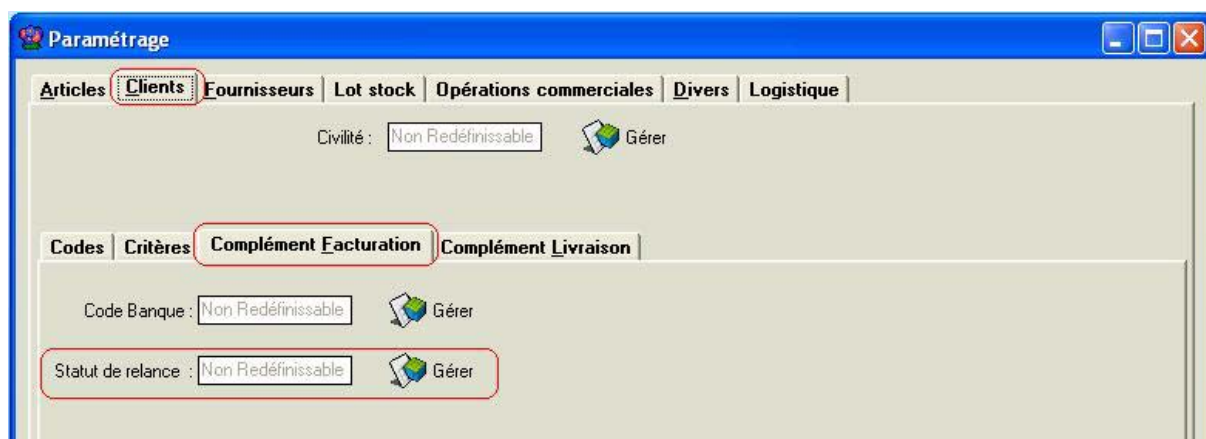 Paramétrage
Articles Clients Fournisseurs Lot stock Opérations commerciales Divers Logistique
Civilité : Non Redéfinissable Gérer
Codes Critères Complément Facturation Complément Livraison
Code Banque : Non Redéfinissable Gérer
Statut de relance : Non Redéfinissable Gérer